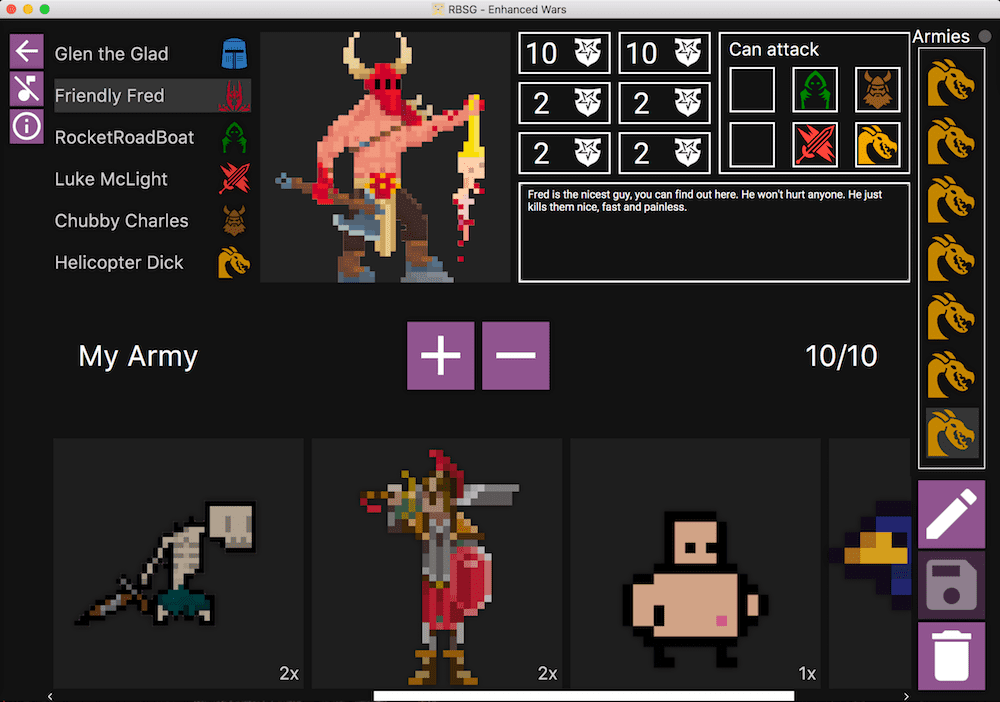 RBSG - Enhanced Wars
Glen the Glad
Friendly Fred
RocketRoadBoat
Luke McLight
Chubby Charles
Helicopter Dick
10
10
2
2
2
2
Can attack
Armies
Fred is the nicest guy, you can find out here. He won't hurt anyone. He just
kills them nice, fast and painless.
My Army
+
−
10/10
2x
2x
1x